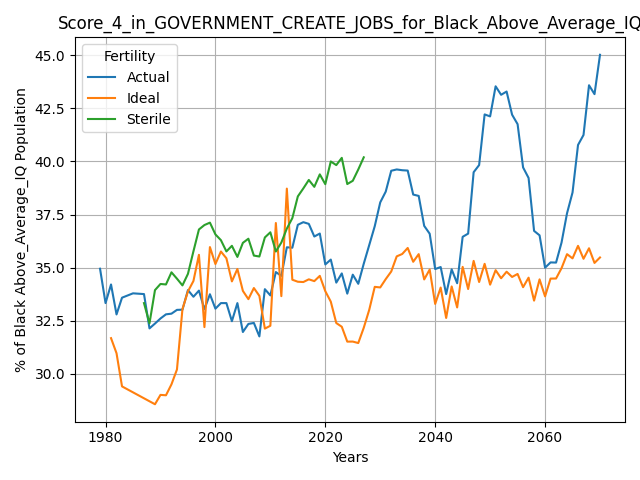 Score_4_in_GOVERNMENT_CREATE_JOBS_for_Black_Above_Average_IQ
% of Black Above_Average_IQ Population
45.0
42.5
40.0
37.5
35.0
32.5
30.0
Fertility
Actual
Ideal
Sterile
1980
2000
2020
2040
2060
Years